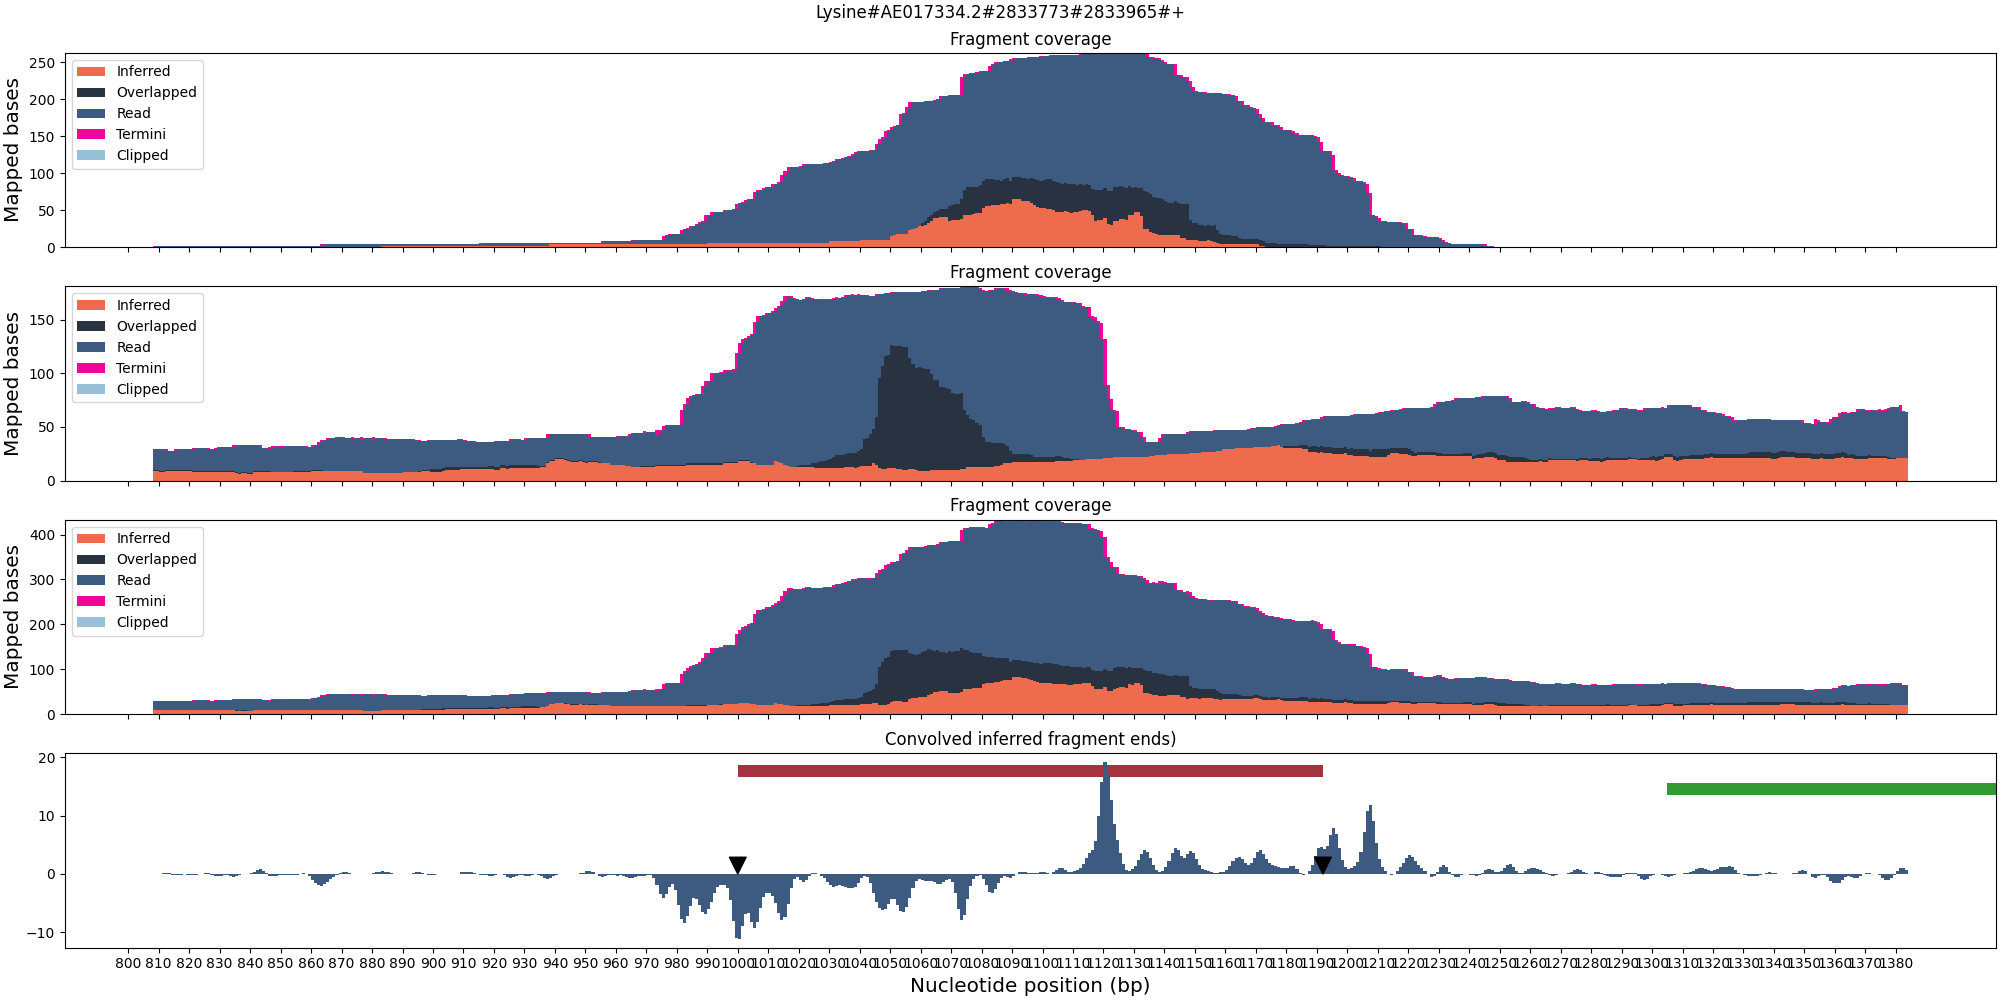 Lysine#AE017334.2#2833773#2833965#+
Fragment coverage
Mapped bases
250
200
150
100
50
0
Inferred
Overlapped
Read
Termini
Clipped
Fragment coverage
Mapped bases
150
100
50
0
Inferred
Overlapped
Read
Termini
Clipped
Fragment coverage
Mapped bases
400
300
200
100
0
Inferred
Overlapped
Read
Termini
Clipped
Convolved inferred fragment ends)
20
10
0
−10
800 810 820 830 840 850 860 870 880 890 900 910 920 930 940 950 960 970 980 990 1000 1010 1020 1030 1040 1050 1060 1070 1080 1090 1100 1110 1120 1130 1140 1150 1160 1170 1180 1190 1200 1210 1220 1230 1240 1250 1260 1270 1280 1290 1300 1310 1320 1330 1340 1350 1360 1370 1380
Nucleotide position (bp)